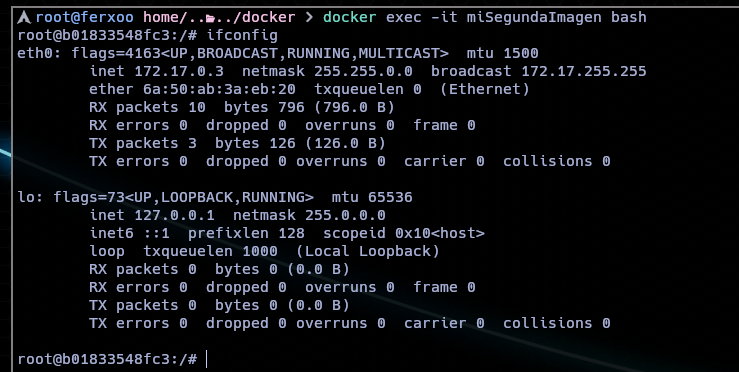 root@ferxoo home/../../docker > docker exec -it miSegundaImagen bash
root@b01833548fc3:/# ifconfig
eth0: flags=4163<UP,BROADCAST,RUNNING,MULTICAST>  mtu 1500
        inet 172.17.0.3  netmask 255.255.0.0  broadcast 172.17.255.255
        ether 6a:50:ab:3a:eb:20  txqueuelen 0  (Ethernet)
        RX packets 10  bytes 796 (796.0 B)
        RX errors 0  dropped 0  overruns 0  frame 0
        TX packets 3  bytes 126 (126.0 B)
        TX errors 0  dropped 0 overruns 0  carrier 0  collisions 0

lo: flags=73<UP,LOOPBACK,RUNNING>  mtu 65536
        inet 127.0.0.1  netmask 255.0.0.0
        inet6 ::1  prefixlen 128  scopeid 0x10<host>
        loop  txqueuelen 1000  (Local Loopback)
        RX packets 0  bytes 0 (0.0 B)
        RX errors 0  dropped 0  overruns 0  frame 0
        TX packets 0  bytes 0 (0.0 B)
        TX errors 0  dropped 0 overruns 0  carrier 0  collisions 0

root@b01833548fc3:/#